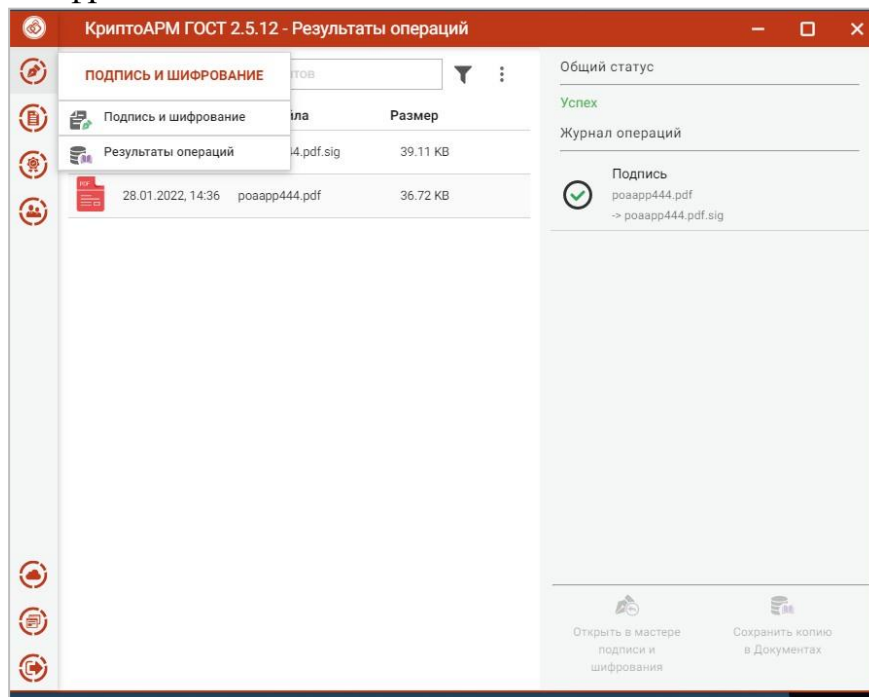 КриптоАРМ ГОСТ 2.5.12 - Результаты операций
ПОДПИСЬ И ШИФРОВАНИЕ
Подпись и шифрование
Результаты операций
Размер
4.pdf.sig 39.11 KB
PDF 28.01.2022, 14:36 poaapp444.pdf 36.72 KB
Общий статус
Успех
Журнал операций
Подпись
poaapp444.pdf
-> poaapp444.pdf.sig
Открыть в мастере
подписи и
шифрования
Сохранить копию
в Документах